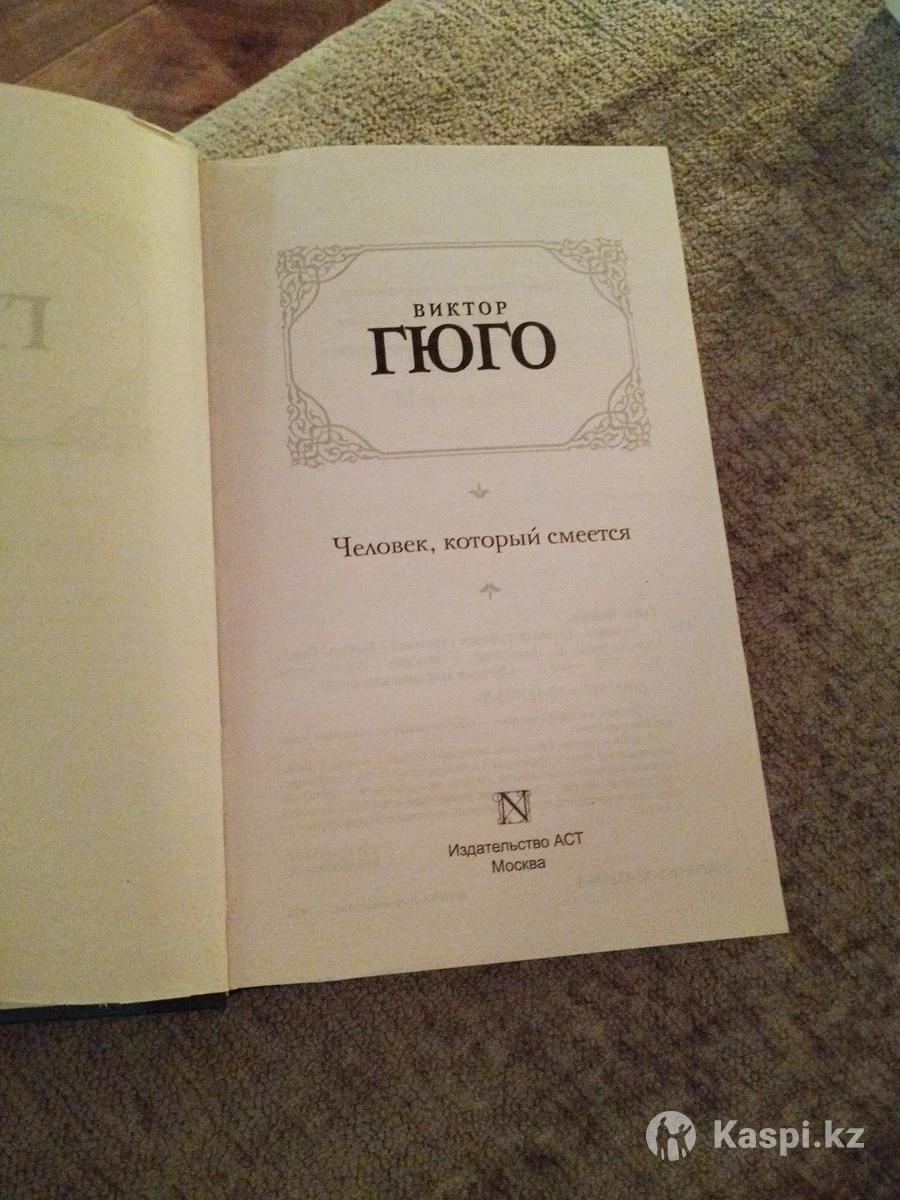 ВИКТОР
ГЮГО
Человек, который смеется
Издательство АСТ
Москва
Kaspi.kz